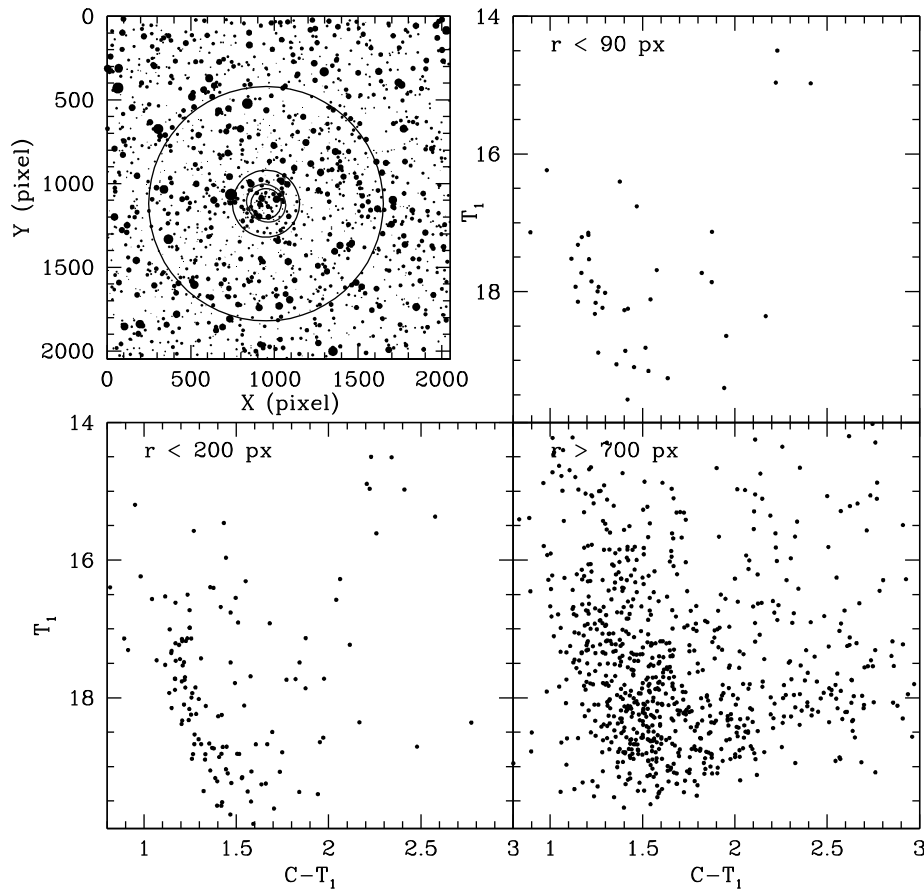 0
500
1000
1500
2000
Y (pixel)
0 500 1000 1500 2000
X (pixel)
r < 90 px
14
16
18
T1
r < 200 px
14
16
18
T1
1 1.5 2 2.5 3
C-T1
r > 700 px
1 1.5 2 2.5 3
C-T1